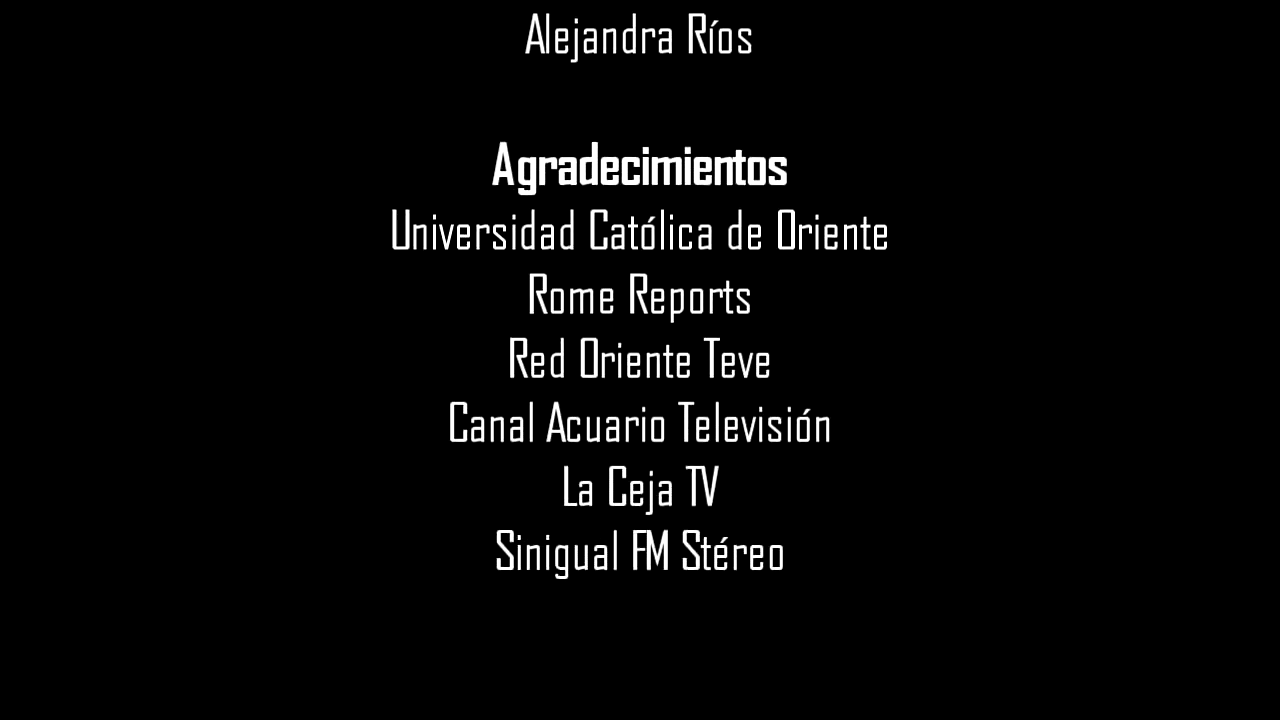 Alejandra Ríos
Agradecimientos
Universidad Católica de Oriente
Rome Reports
Red Oriente Teve
Canal Acuario Televisión
La Ceja TV
Sinigual FM Stéreo